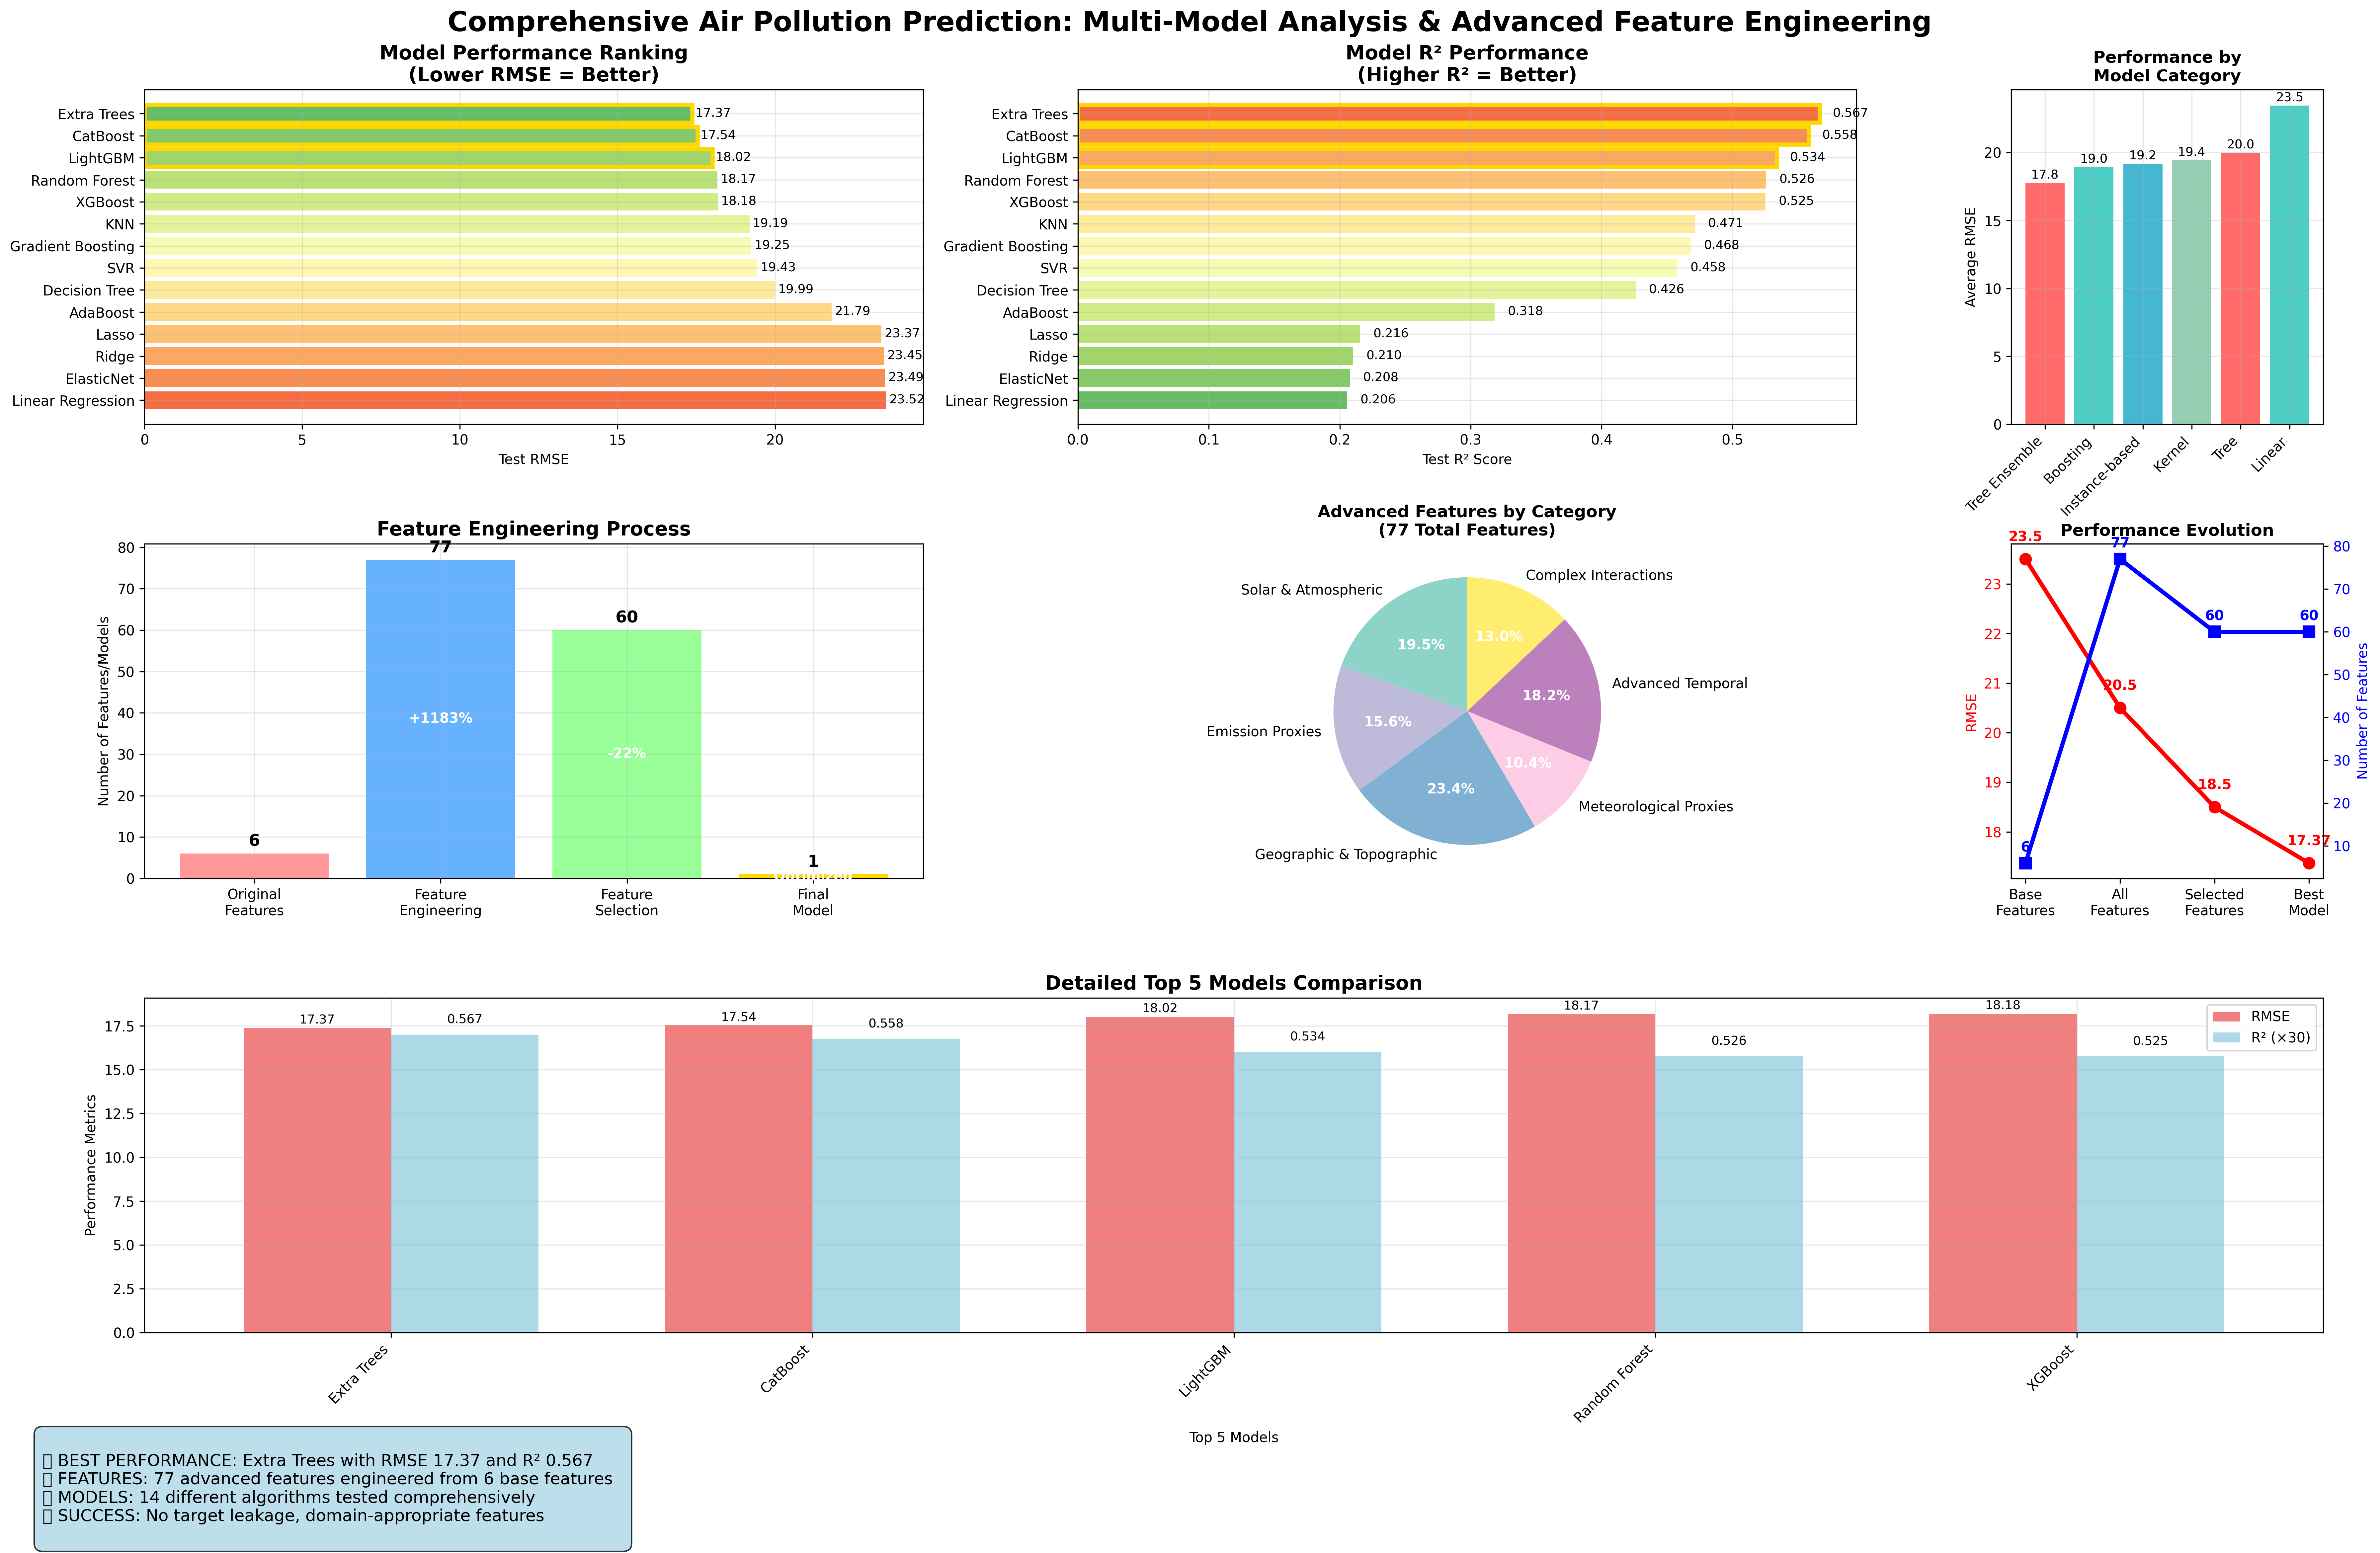 Comprehensive Air Pollution Prediction: Multi-Model Analysis & Advanced Feature Engineering
Model Performance Ranking
(Lower RMSE = Better)
Extra Trees
CatBoost
LightGBM
Random Forest
XGBoost
KNN
Gradient Boosting
SVR
Decision Tree
AdaBoost
Lasso
Ridge
ElasticNet
Linear Regression
17.37
17.54
18.02
18.17
18.18
19.19
19.25
19.43
19.99
21.79
23.37
23.45
23.49
23.52
0 5 10 15 20
Test RMSE
Model R² Performance
(Higher R² = Better)
Extra Trees
CatBoost
LightGBM
Random Forest
XGBoost
KNN
Gradient Boosting
SVR
Decision Tree
AdaBoost
Lasso
Ridge
ElasticNet
Linear Regression
0.567
0.558
0.534
0.526
0.525
0.471
0.468
0.458
0.426
0.318
0.216
0.210
0.208
0.206
0.0 0.1 0.2 0.3 0.4 0.5
Test R² Score
Performance by
Model Category
Average RMSE
20
15
10
5
0
17.8 19.0 19.2 19.4 20.0 23.5
Tree Ensemble
Boosting
Instance-based
Kernel
Tree
Linear
Feature Engineering Process
Number of Features/Models
80
70
60
50
40
30
20
10
0
6
77
60
1
+1183%
-22%
Original
Features
Feature
Engineering
Feature
Selection
Final
Model
Advanced Features by Category
(77 Total Features)
Solar & Atmospheric
Complex Interactions
Emission Proxies
Advanced Temporal
Geographic & Topographic
Meteorological Proxies
19.5%
13.0%
15.6%
18.2%
23.4%
10.4%
Performance Evolution
RMSE
23
22
21
20
19
18
23.5
20.5
18.5
17.37
6
77
60
60
Number of Features
80
70
60
50
40
30
20
10
Base
Features
All
Features
Selected
Features
Best
Model
Detailed Top 5 Models Comparison
Performance Metrics
17.5
15.0
12.5
10.0
7.5
5.0
2.5
0.0
17.37 0.567
17.54 0.558
18.02 0.534
18.17 0.526
18.18 0.525
RMSE
R² (×30)
Extra Trees
CatBoost
LightGBM
Random Forest
XGBoost
Top 5 Models
BEST PERFORMANCE: Extra Trees with RMSE 17.37 and R² 0.567
FEATURES: 77 advanced features engineered from 6 base features
MODELS: 14 different algorithms tested comprehensively
SUCCESS: No target leakage, domain-appropriate features